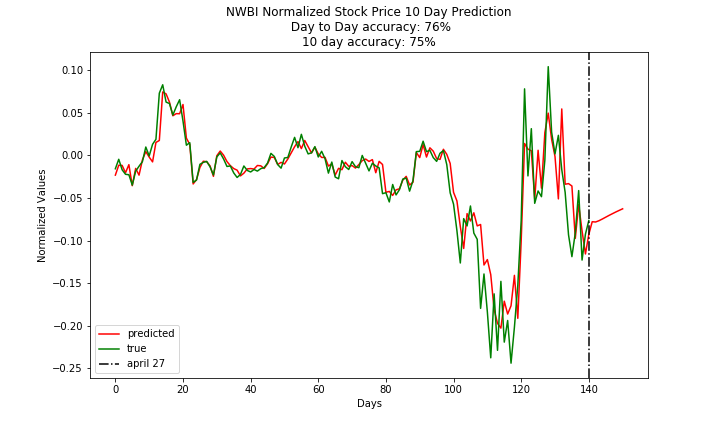 NWBI Normalized Stock Price 10 Day Prediction
Day to Day accuracy: 76%
10 day accuracy: 75%
0.10
0.05
0.00
−0.05
−0.10
−0.15
−0.20
−0.25
Normalized Values
predicted
true
april 27
0 20 40 60 80 100 120 140
Days